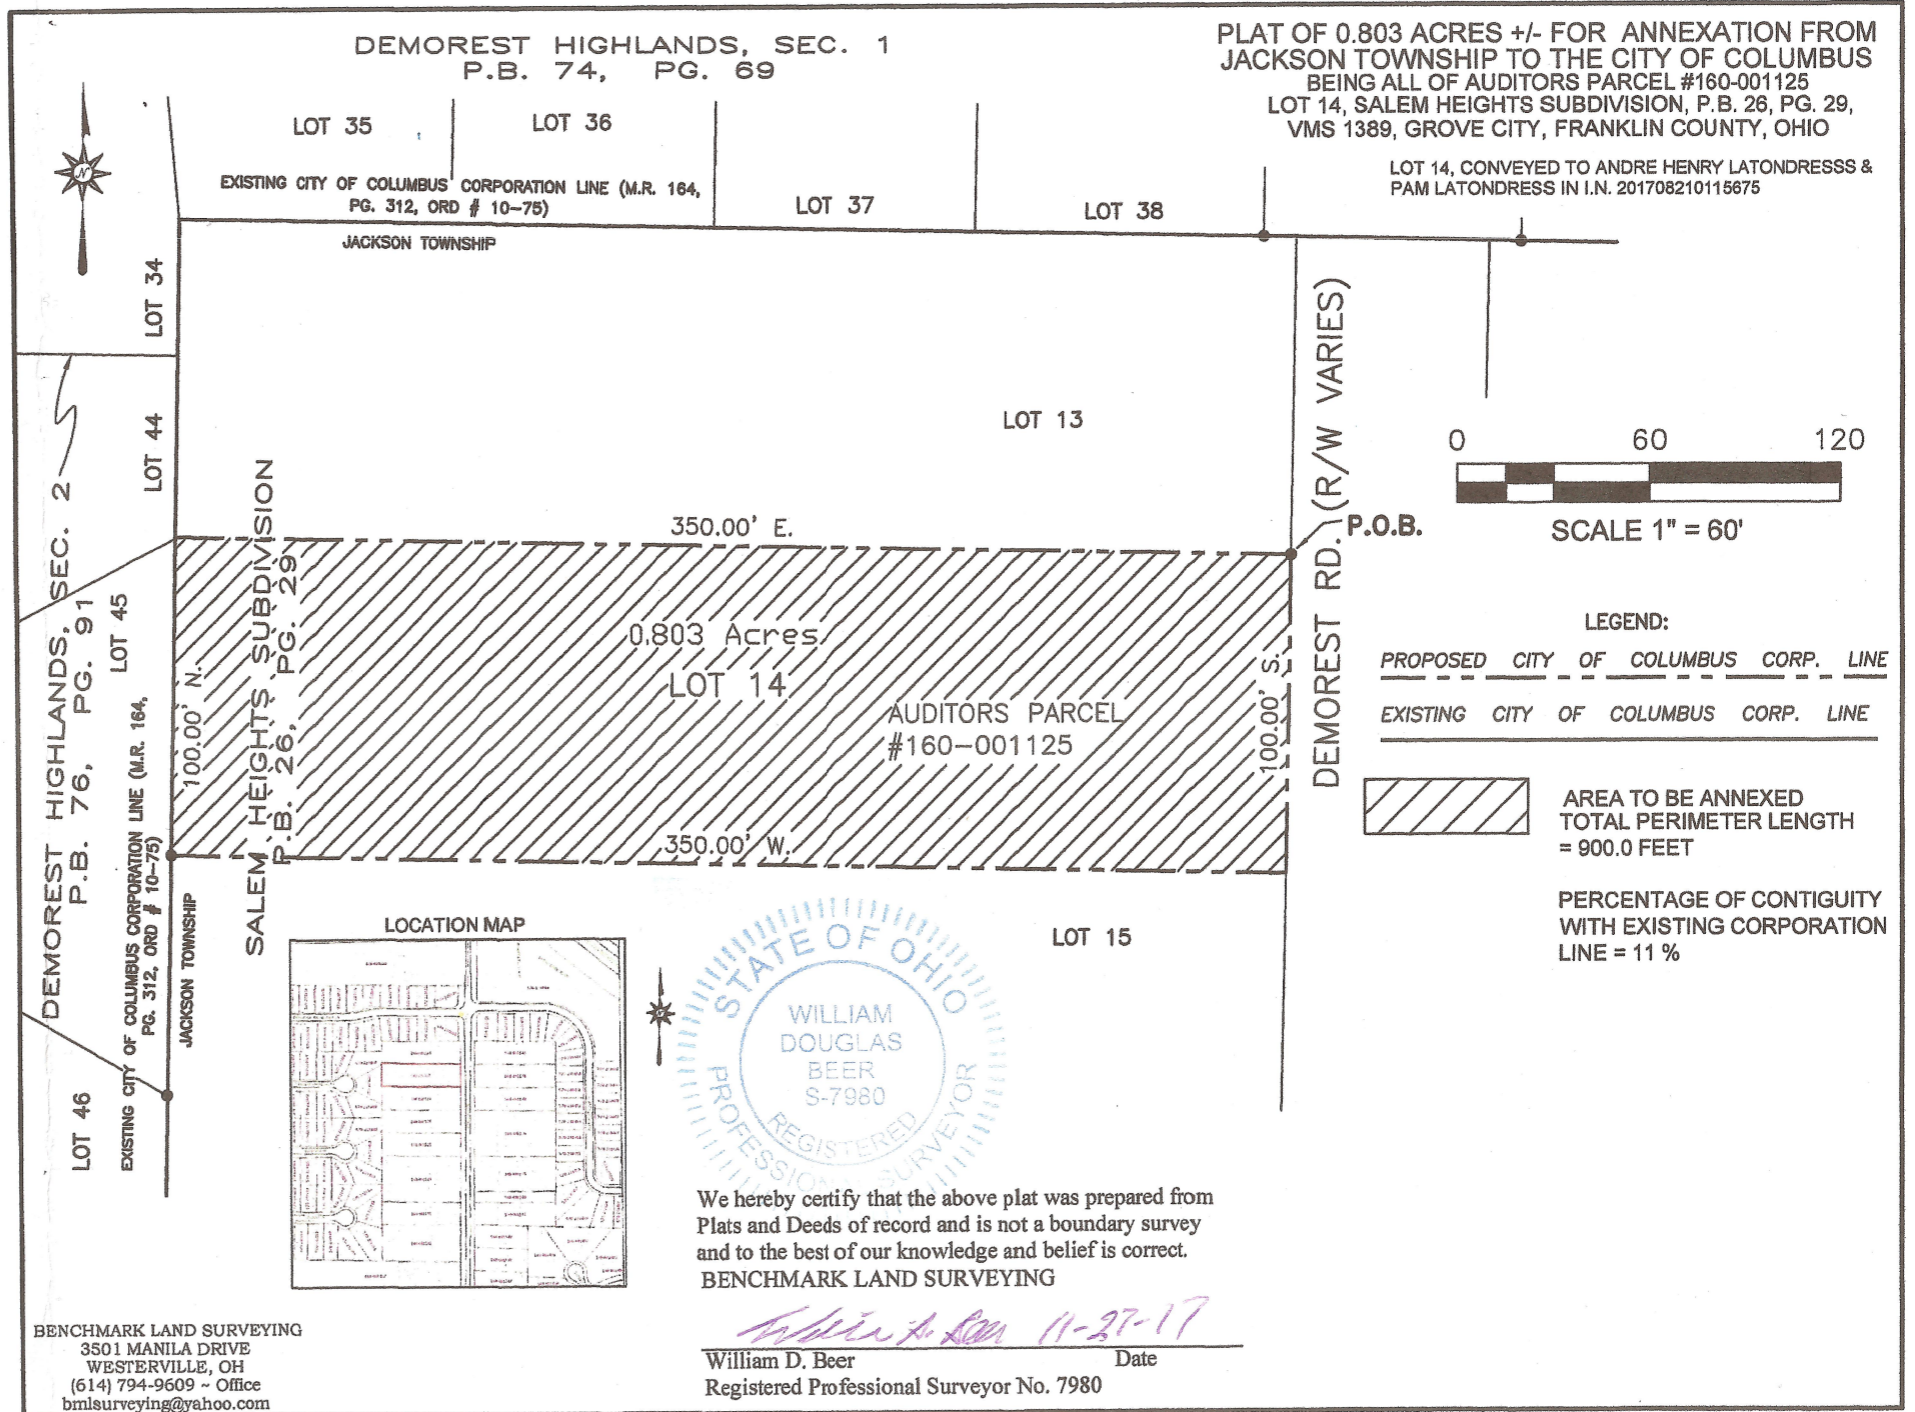 DEMOREST HIGHLANDS, SEC. 1
P.B. 74, PG. 69
PLAT OF 0.803 ACRES +/- FOR ANNEXATION FROM
JACKSON TOWNSHIP TO THE CITY OF COLUMBUS
BEING ALL OF AUDITORS PARCEL #160-001125
LOT 14, SALEM HEIGHTS SUBDIVISION, P.B. 26, PG. 29,
VMS 1389, GROVE CITY, FRANKLIN COUNTY, OHIO
LOT 14, CONVEYED TO ANDRE HENRY LATONDRESSS &
PAM LATONDRESS IN I.N. 201708210115675
N
LOT 35
LOT 36
EXISTING CITY OF COLUMBUS CORPORATION LINE (M.R. 164,
PG. 312, ORD # 10-75)
LOT 37
LOT 38
JACKSON TOWNSHIP
LOT 34
LOT 44
LOT 13
DEMOREST RD. (R/W VARIES)
0 60 120
SCALE 1" = 60'
P.O.B.
350.00' E.
DEMOREST HIGHLANDS, SEC. 2
P.B. 76, PG. 91
LOT 45
SALEM HEIGHTS SUBDIVISION
P.B. 26, PG. 29
100.00' N.
0.803 Acres
LOT 14
AUDITORS PARCEL
#160-001125
100.00' S.
350.00' W.
LEGEND:
PROPOSED CITY OF COLUMBUS CORP. LINE
EXISTING CITY OF COLUMBUS CORP. LINE
AREA TO BE ANNEXED
TOTAL PERIMETER LENGTH
= 900.0 FEET
PERCENTAGE OF CONTIGUITY
WITH EXISTING CORPORATION
LINE = 11 %
EXISTING CITY OF COLUMBUS CORPORATION LINE (M.R. 164,
PG. 312, ORD # 10-75)
JACKSON TOWNSHIP
LOT 46
LOT 15
LOCATION MAP
STATE OF OHIO
WILLIAM
DOUGLAS
BEER
S-7980
REGISTERED
PROFESSIONAL SURVEYOR
We hereby certify that the above plat was prepared from
Plats and Deeds of record and is not a boundary survey
and to the best of our knowledge and belief is correct.
BENCHMARK LAND SURVEYING
William D. Beer 11-27-17
William D. Beer Date
Registered Professional Surveyor No. 7980
BENCHMARK LAND SURVEYING
3501 MANILA DRIVE
WESTERVILLE, OH
(614) 794-9609 ~ Office
bmlsurveying@yahoo.com